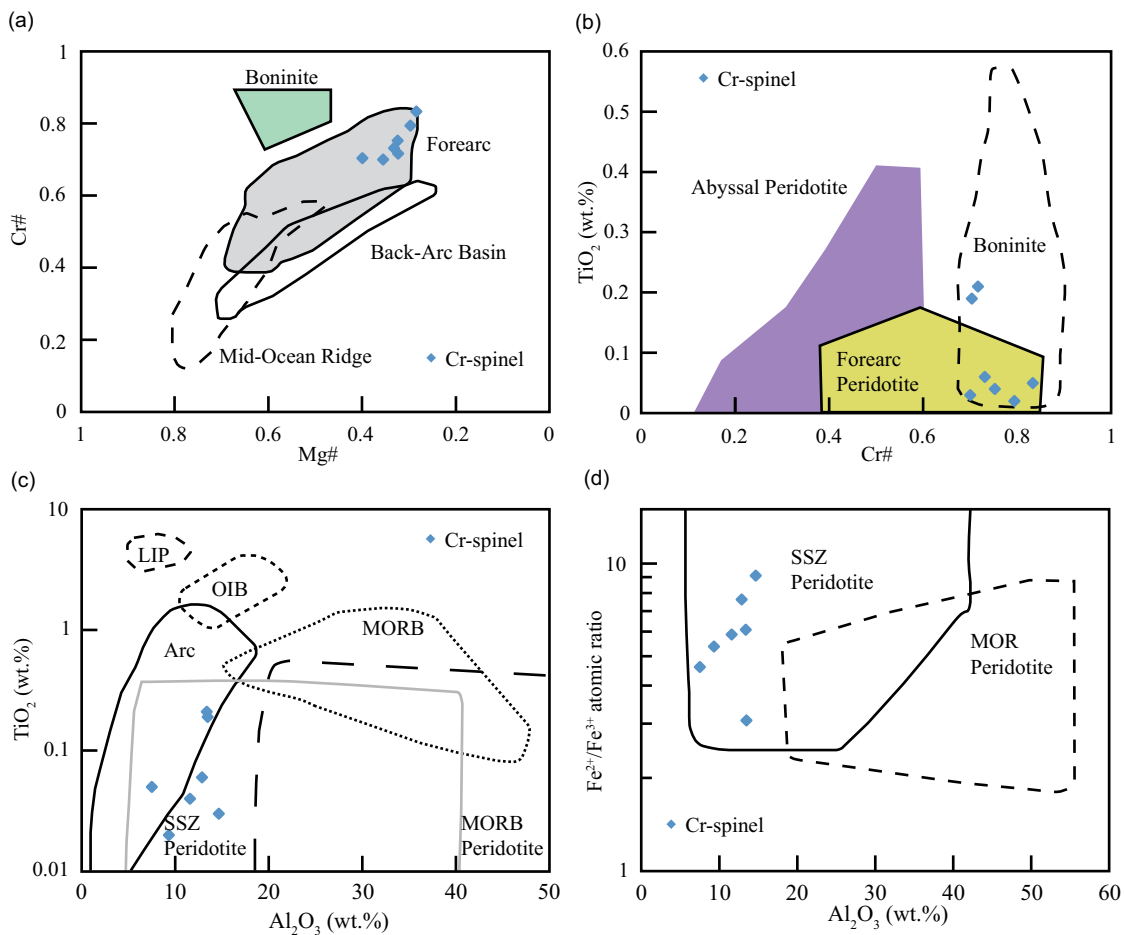 (a)
1
0.8
0.6
0.4
0.2
0
Cr#
Boninite
Forearc
Back-Arc Basin
Mid-Ocean Ridge
Cr-spinel
1
0.8
0.6
0.4
0.2
0
Mg#
(b)
0.6
0.5
0.4
0.3
0.2
0.1
0
TiO₂ (wt.%)
Cr-spinel
Abyssal Peridotite
Boninite
Forearc
Peridotite
0
0.2
0.4
0.6
0.8
1
Cr#
(c)
10
1
0.1
0.01
TiO₂ (wt.%)
Cr-spinel
LIP
OIB
Arc
MORB
SSZ
Peridotite
MORB
Peridotite
0
10
20
30
40
50
Al₂O₃ (wt.%)
(d)
10
1
Fe²⁺/Fe³⁺ atomic ratio
SSZ
Peridotite
MOR
Peridotite
Cr-spinel
0
10
20
30
40
50
60
Al₂O₃ (wt.%)